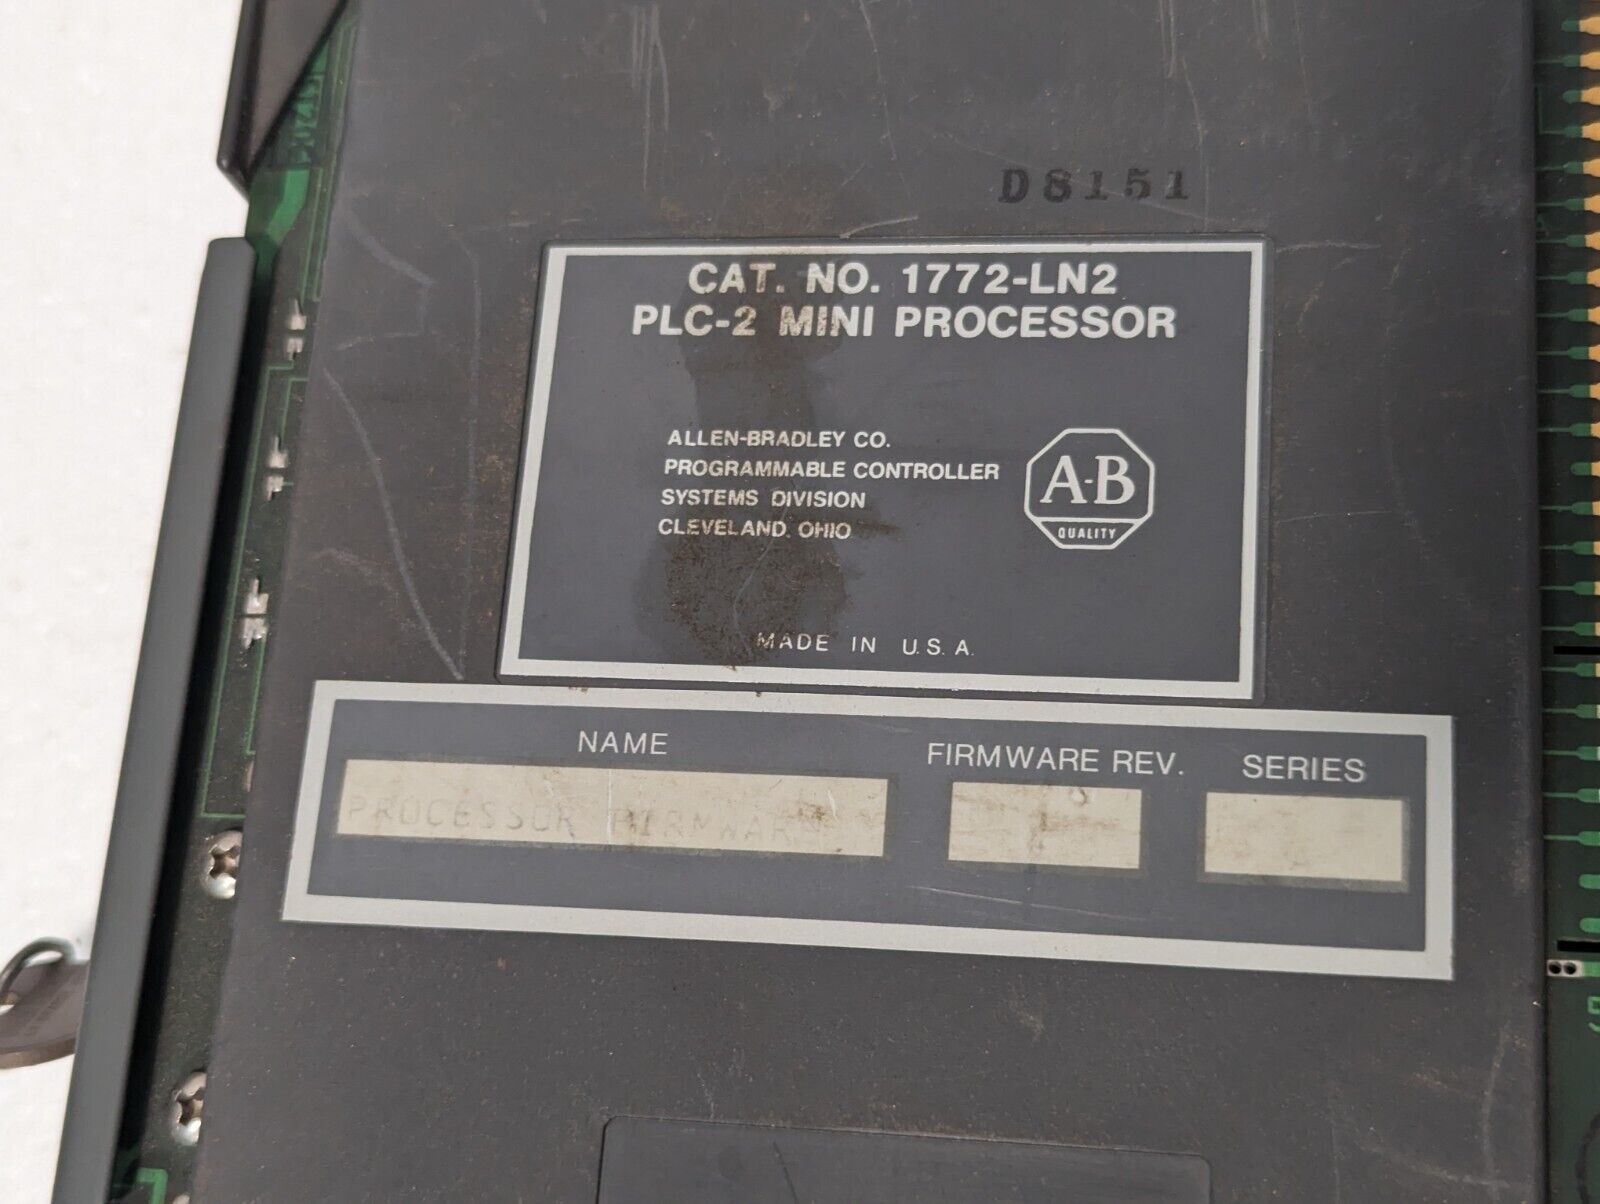 D8151
CAT. NO. 1772-LN2
PLC-2 MINI PROCESSOR
ALLEN-BRADLEY CO.
PROGRAMMABLE CONTROLLER
SYSTEMS DIVISION
CLEVELAND, OHIO
A-B
QUALITY
MADE IN U.S.A.
NAME
FIRMWARE REV.
SERIES
PROCESSOR FIRMWARE